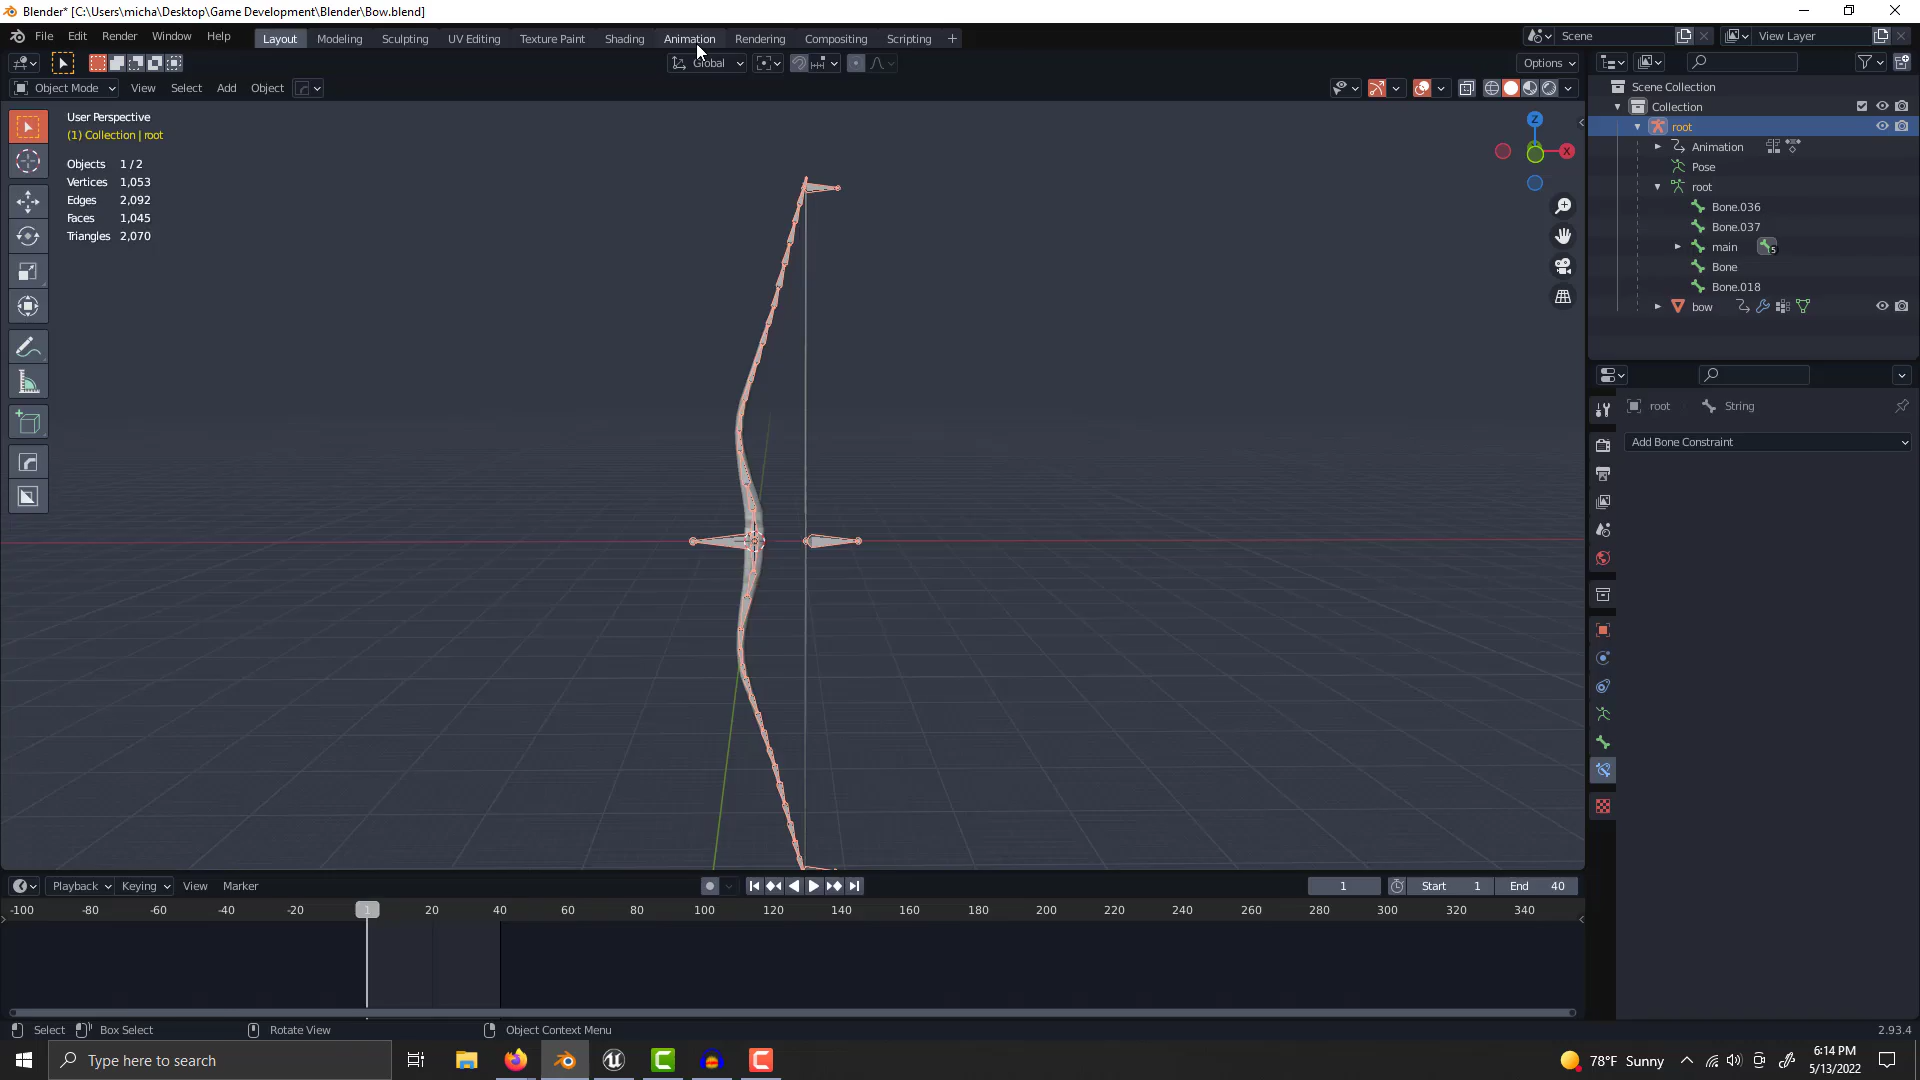 Blender* [C:\Users\micha\Desktop\Game Development\Blender\Bow.blend]
File Edit Render Window Help Layout Modeling Sculpting UV Editing Texture Paint Shading Animation Rendering Compositing Scripting + Scene View Layer
Global Options
Object Mode View Select Add Object
User Perspective
(1) Collection | root
Objects 1 / 2
Vertices 1,053
Edges 2,092
Faces 1,045
Triangles 2,070
Z
X
Scene Collection
Collection
root
Animation
Pose
root
Bone.036
Bone.037
main 5
Bone
Bone.018
bow
root String
Add Bone Constraint
Playback Keying View Marker 1 Start 1 End 40
-100 -80 -60 -40 -20 1 20 40 60 80 100 120 140 160 180 200 220 240 260 280 300 320 340
Select Box Select Rotate View Object Context Menu 2.93.4
Type here to search
78°F Sunny
6:14 PM
5/13/2022